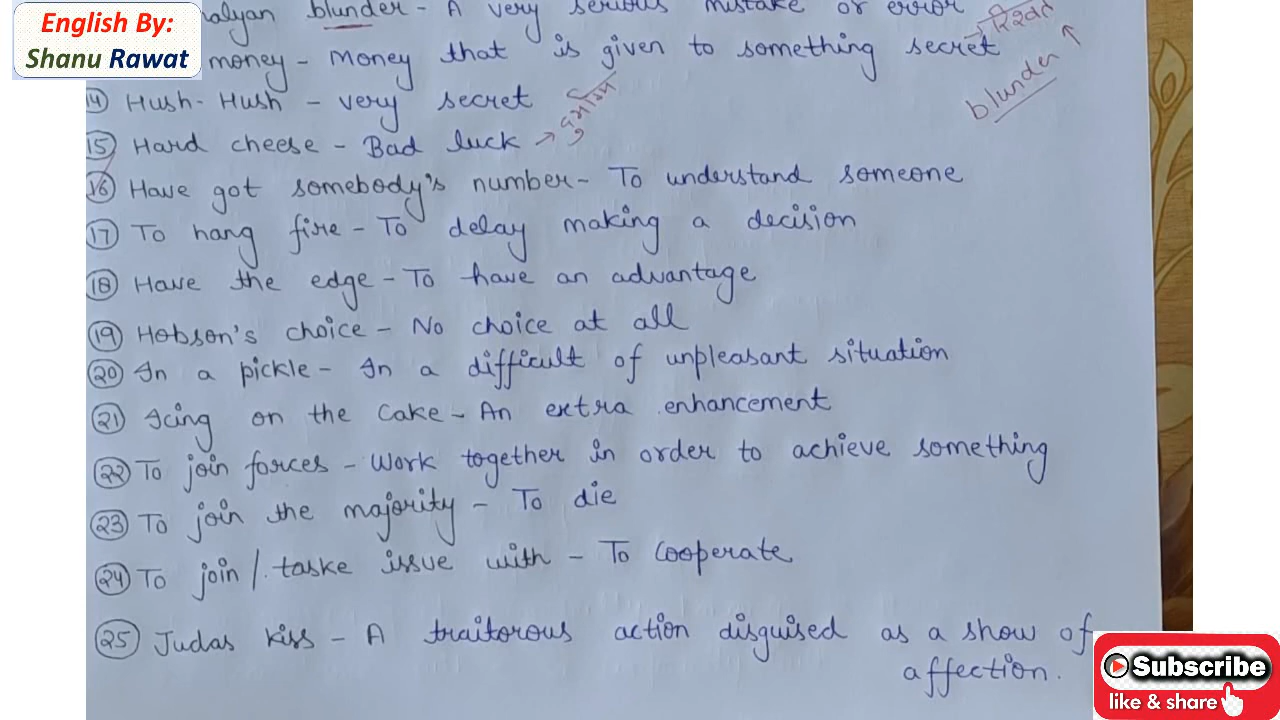 English By:
Shanu Rawat
alyan blunder - A very serious mistake or error
money - Money that is given to something secret
→ रिश्वत
blunder ↑
14 Hush-Hush - very secret
15 Hard cheese - Bad luck →
16 Have got somebody's number - To understand someone
17 To hang fire - To delay making a decision
18 Have the edge - To have an advantage
19 Hobson's choice - No choice at all
20 In a pickle - In a difficult of unpleasant situation
21 Icing on the Cake - An extra enhancement
22 To join forces - Work together in order to achieve something
23 To join the majority - To die
24 To join /. taske issue with - To Cooperate
25 Judas kiss - A traitorous action disguised as a show of
affection.
Subscribe
like & share